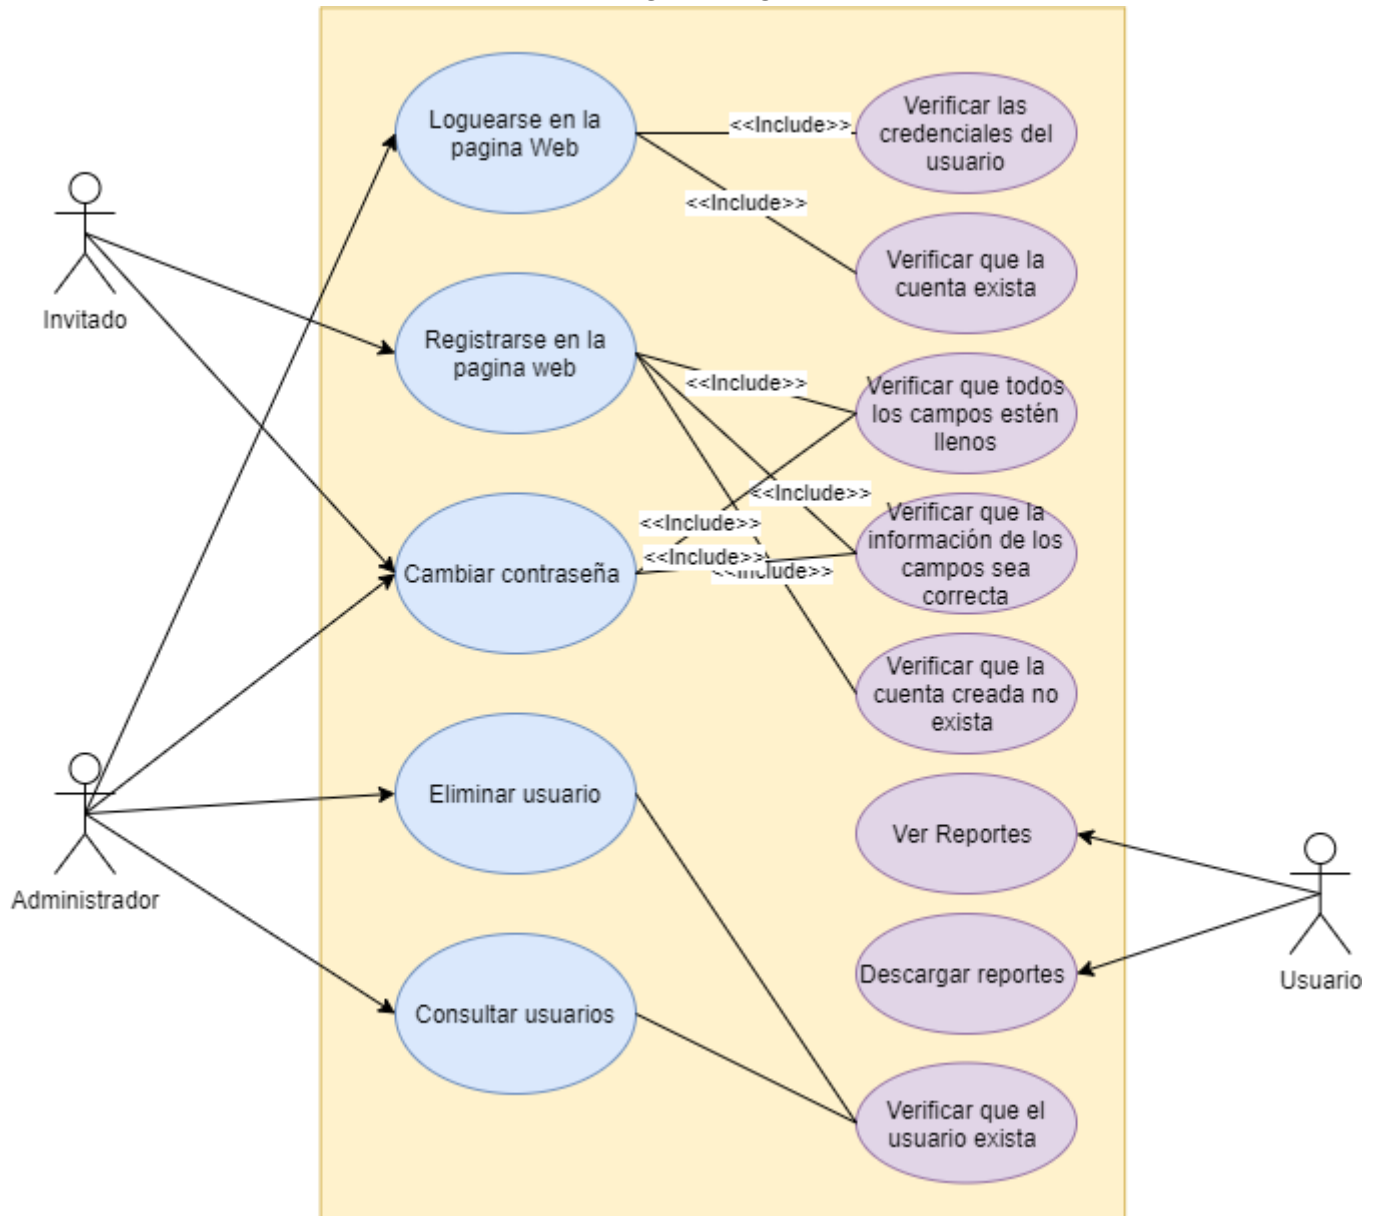 Loguearse en la
pagina Web
<<Include>>
Verificar las
credenciales del
usuario
<<Include>>
Verificar que la
cuenta exista
Invitado
Registrarse en la
pagina web
<<Include>>
Verificar que todos
los campos estén
llenos
<<Include>>
<<Include>>
<<Include>>
<<Include>>
Verificar que la
información de los
campos sea
correcta
Cambiar contraseña
Verificar que la
cuenta creada no
exista
Eliminar usuario
Ver Reportes
Administrador
Descargar reportes
Usuario
Consultar usuarios
Verificar que el
usuario exista